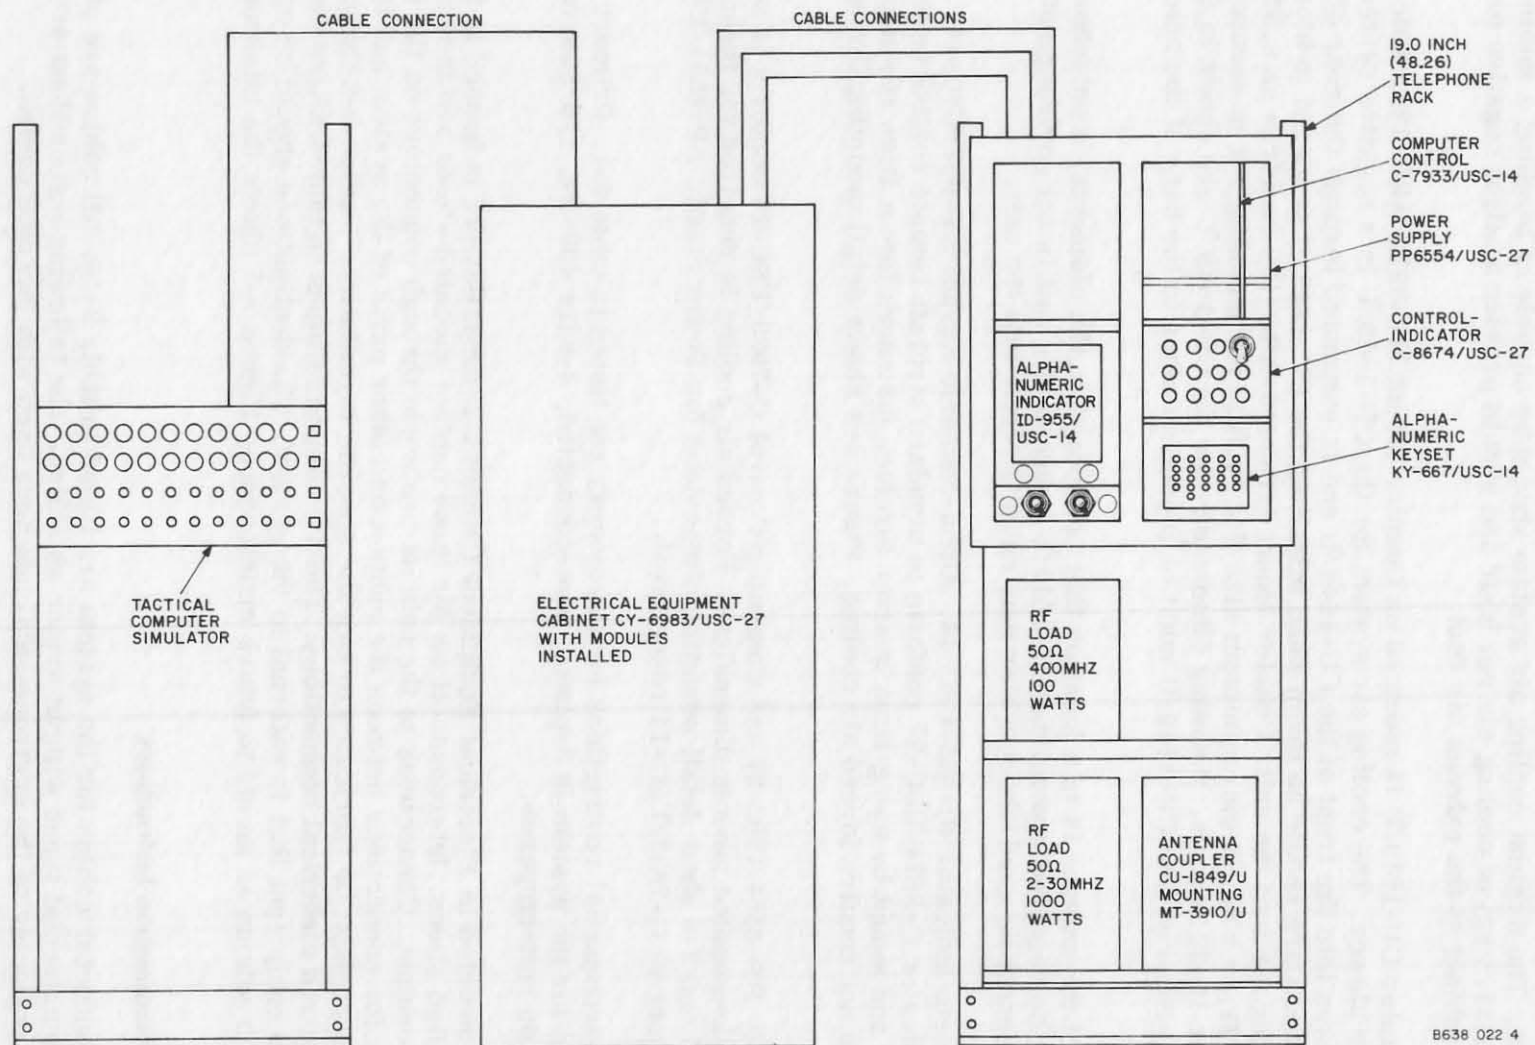 CABLE CONNECTION
CABLE CONNECTIONS
19.0 INCH
(48.26)
TELEPHONE
RACK
COMPUTER
CONTROL
C-7933/USC-14
POWER
SUPPLY
PP6554/USC-27
CONTROL-
INDICATOR
C-8674/USC-27
ALPHA-
NUMERIC
KEYSET
KY-667/USC-14
ALPHA-
NUMERIC
INDICATOR
ID-955/
USC-14
TACTICAL
COMPUTER
SIMULATOR
ELECTRICAL EQUIPMENT
CABINET CY-6983/USC-27
WITH MODULES
INSTALLED
RF
LOAD
50Ω
400MHZ
100
WATTS
RF
LOAD
50Ω
2-30MHZ
1000
WATTS
ANTENNA
COUPLER
CU-1849/U
MOUNTING
MT-3910/U
B638 022 4